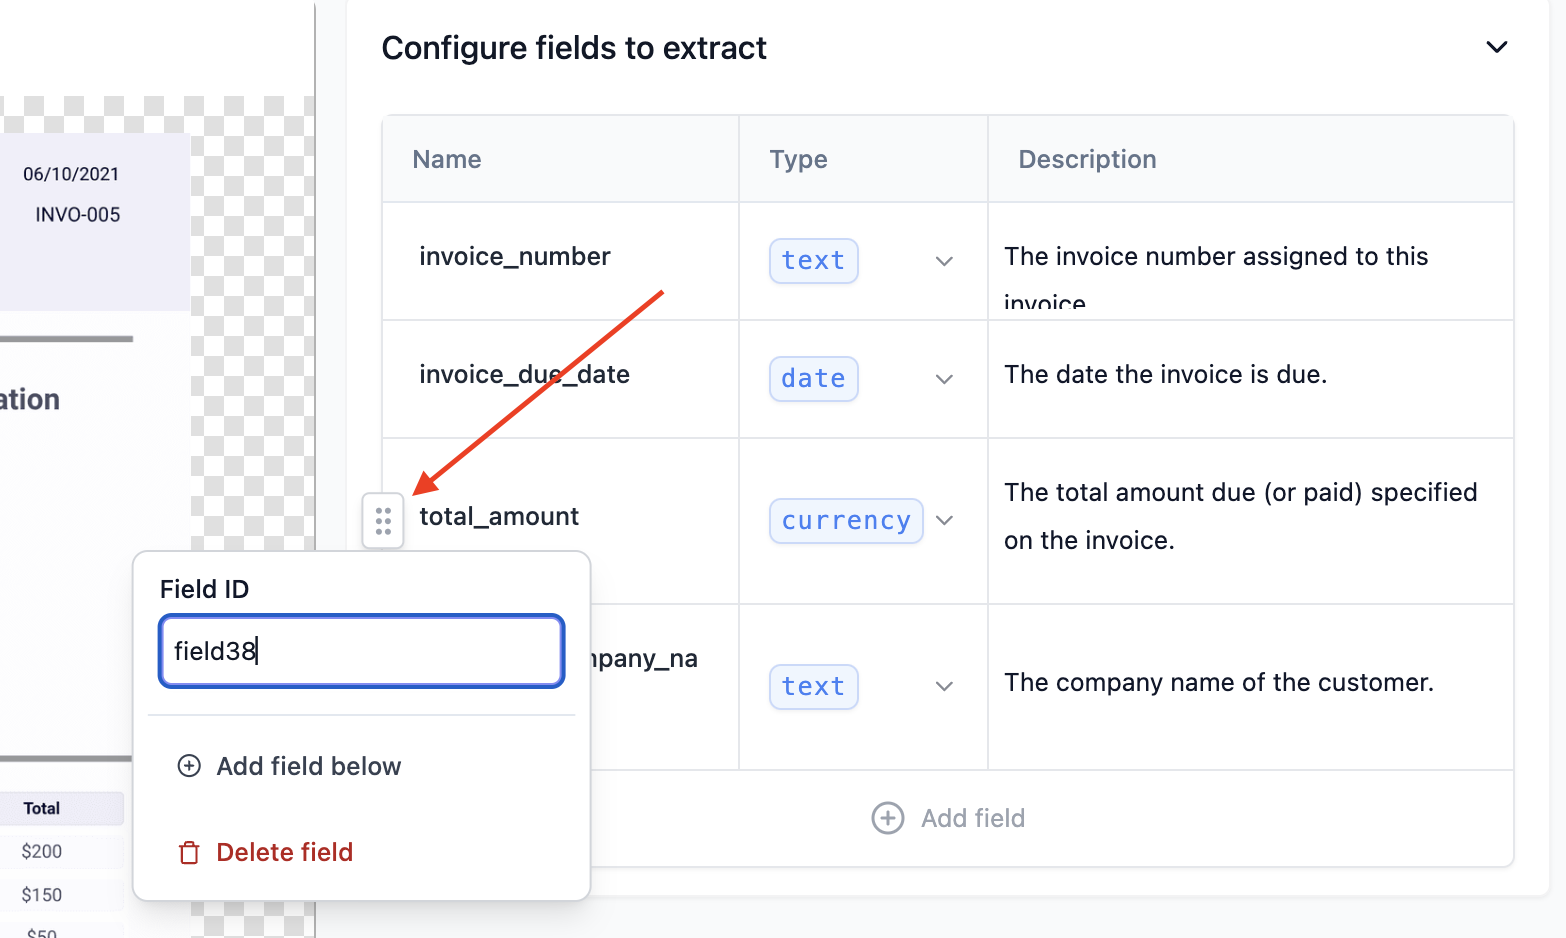 Configure fields to extract
06/10/2021
INVO-005
ation
Total
$200
$150
$50
Name Type Description
invoice_number text The invoice number assigned to this
invoice
invoice_due_date date The date the invoice is due.
total_amount currency The total amount due (or paid) specified
on the invoice.
mpany_na text The company name of the customer.
Add field
Field ID
field38
Add field below
Delete field